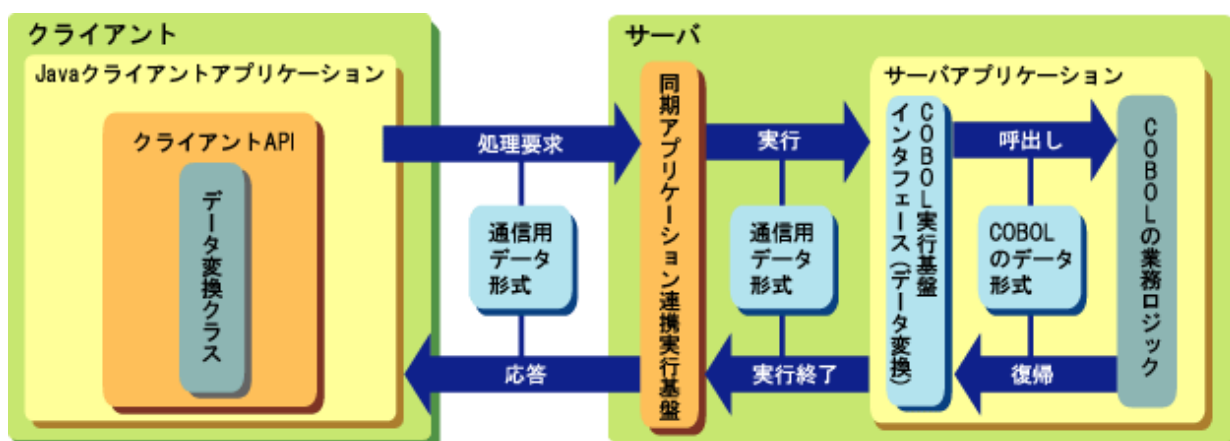 クライアント
Javaクライアントアプリケーション
クライアントAPI
データ変換クラス
処理要求
通信用
データ
形式
応答
サーバ
同期アプリケーション連携実行基盤
実行
通信用
データ
形式
実行終了
サーバアプリケーション
COBOL実行基盤
インタフェース(データ変換)
呼出し
COBOL
のデータ
形式
復帰
COBOLの業務ロジック